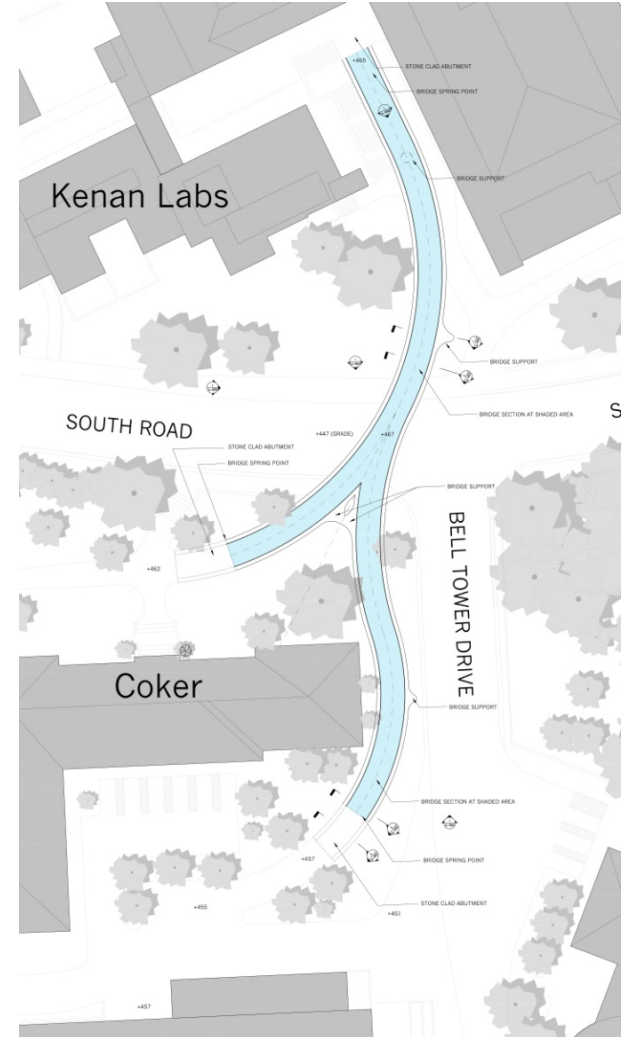 +465
STONE CLAD ABUTMENT
BRIDGE SPRING POINT
BRIDGE SUPPORT
Kenan Labs
BRIDGE SUPPORT
BRIDGE SECTION AT SHADED AREA
S
SOUTH ROAD
+447 (GRADE)
+467
STONE CLAD ABUTMENT
BRIDGE SPRING POINT
BRIDGE SUPPORT
+462
BELL TOWER DRIVE
Coker
BRIDGE SUPPORT
BRIDGE SECTION AT SHADED AREA
+457
BRIDGE SPRING POINT
STONE CLAD ABUTMENT
+455
+451
+457